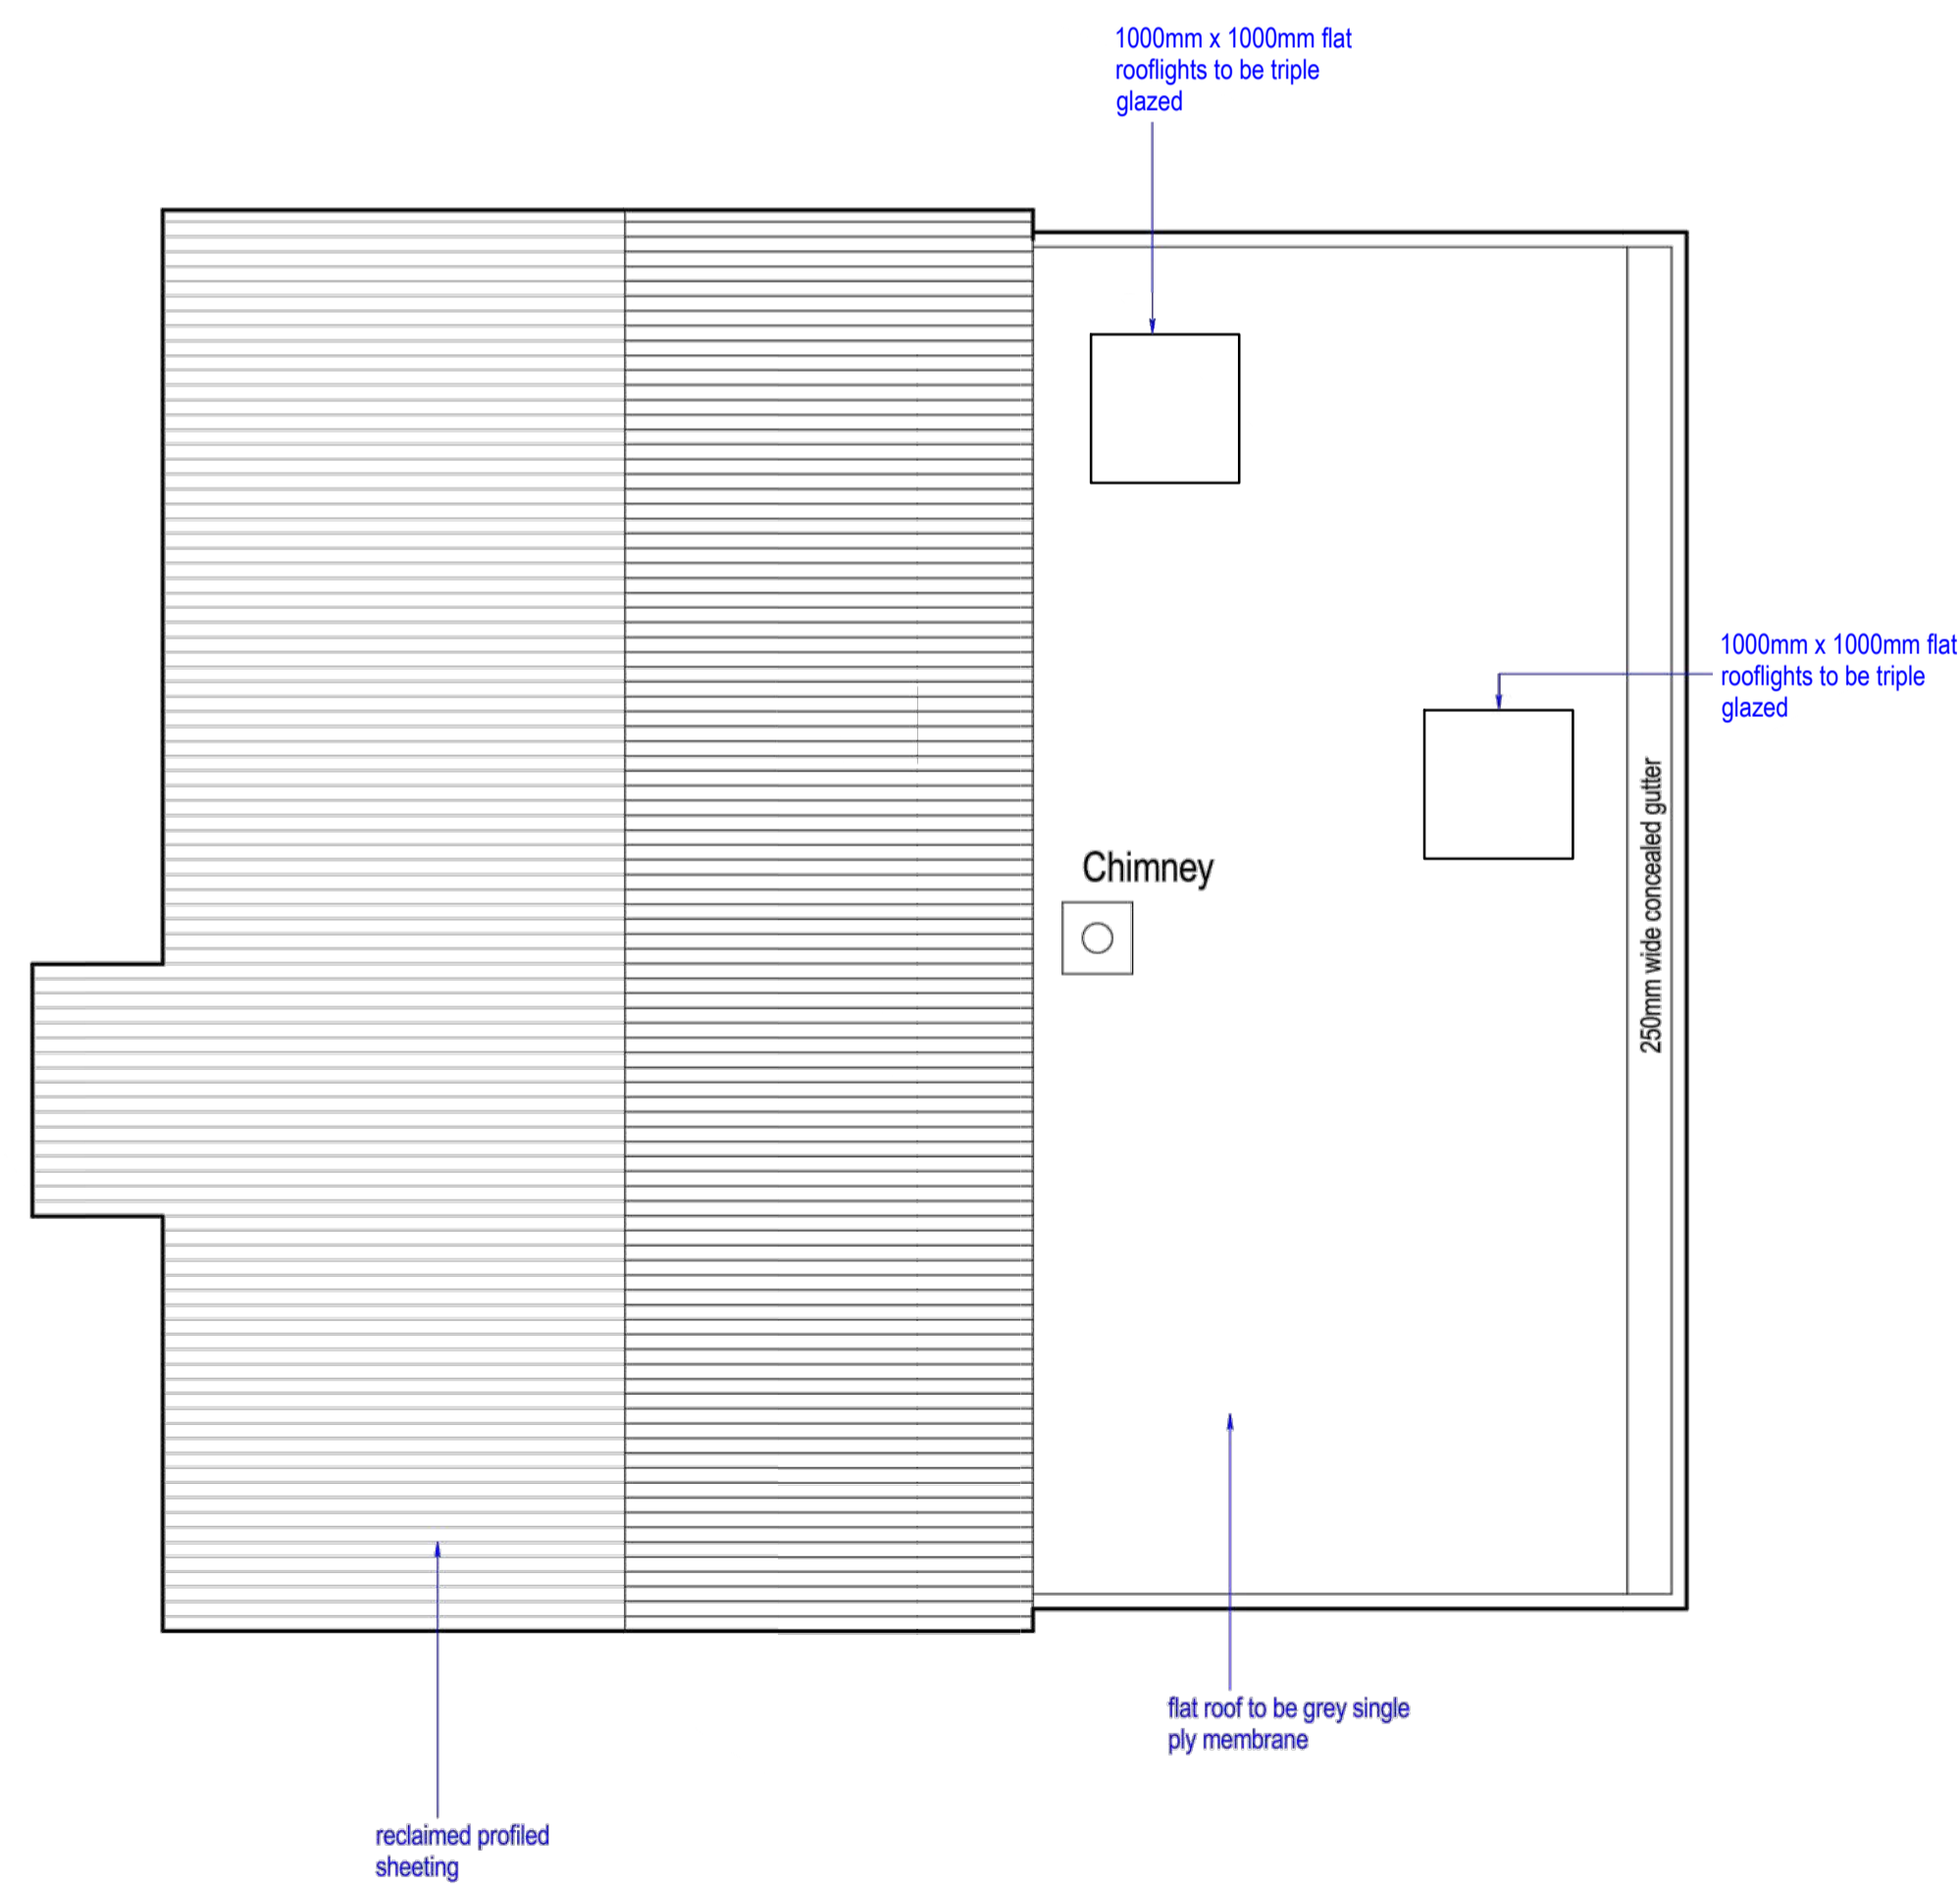 1000mm x 1000mm flat
rooflights to be triple
glazed
1000mm x 1000mm flat
rooflights to be triple
glazed
250mm wide concealed gutter
Chimney
flat roof to be grey single
ply membrane
reclaimed profiled
sheeting